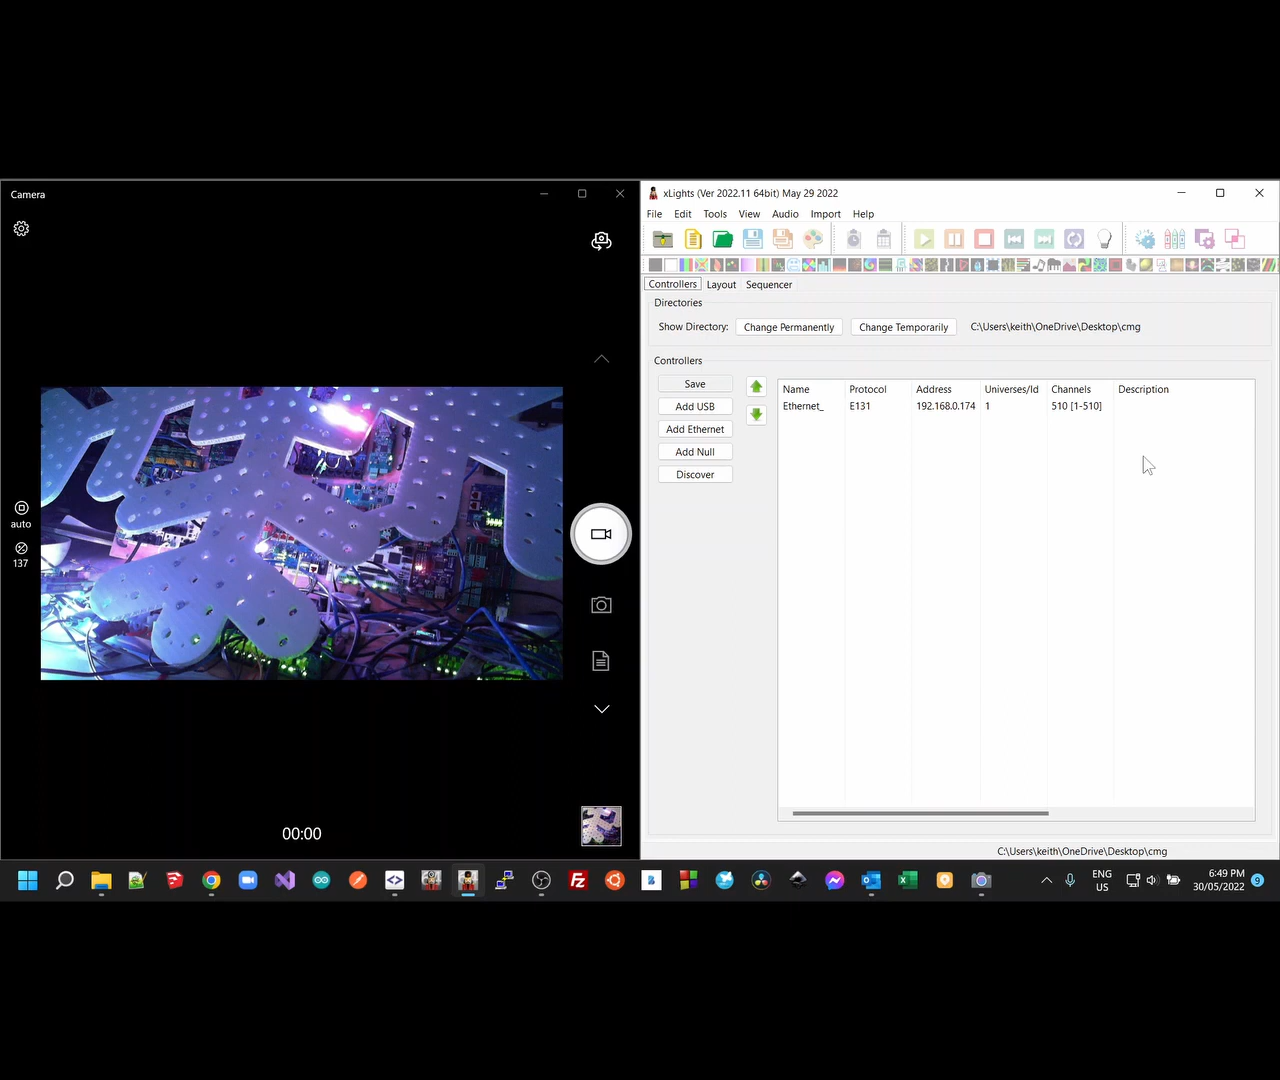 Camera
auto
137
00:00
xLights (Ver 2022.11 64bit) May 29 2022
File Edit Tools View Audio Import Help
Controllers Layout Sequencer
Directories
Show Directory: Change Permanently Change Temporarily C:\Users\keith\OneDrive\Desktop\cmg
Controllers
Save
Add USB
Add Ethernet
Add Null
Discover
Name Protocol Address Universes/Id Channels Description
Ethernet_ E131 192.168.0.174 1 510 [1-510]
C:\Users\keith\OneDrive\Desktop\cmg
Fz
ENG
US
6:49 PM
30/05/2022
9